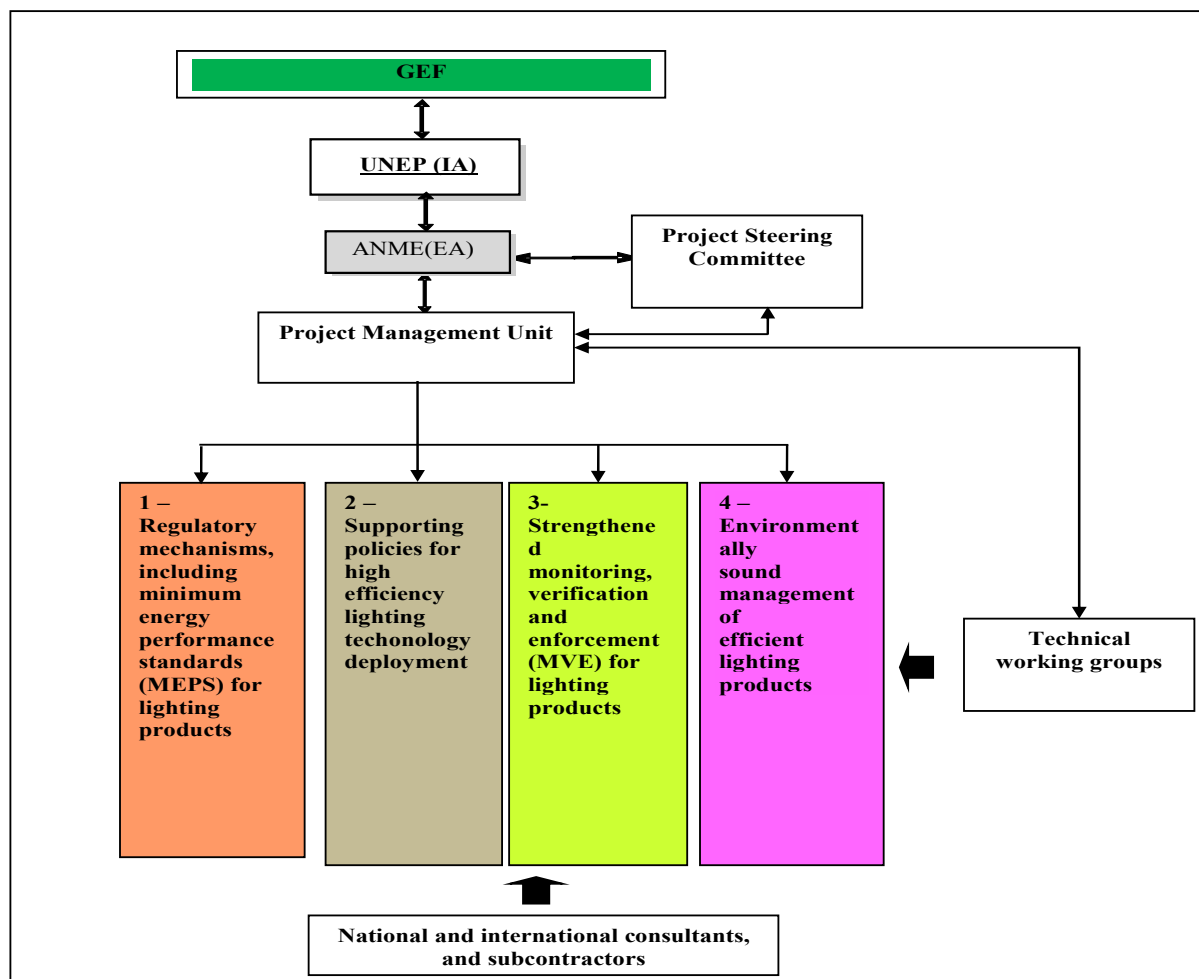 GEF
UNEP (IA)
ANME(EA)
Project Steering
Committee
Project Management Unit
1 –
Regulatory
mechanisms,
including
minimum
energy
performance
standards
(MEPS) for
lighting
products
2 –
Supporting
policies for
high
efficiency
lighting
techonology
deployment
3-
Strengthene
d
monitoring,
verification
and
enforcement
(MVE) for
lighting
products
4 –
Environment
ally
sound
management
of
efficient
lighting
products
Technical
working groups
National and international consultants,
and subcontractors